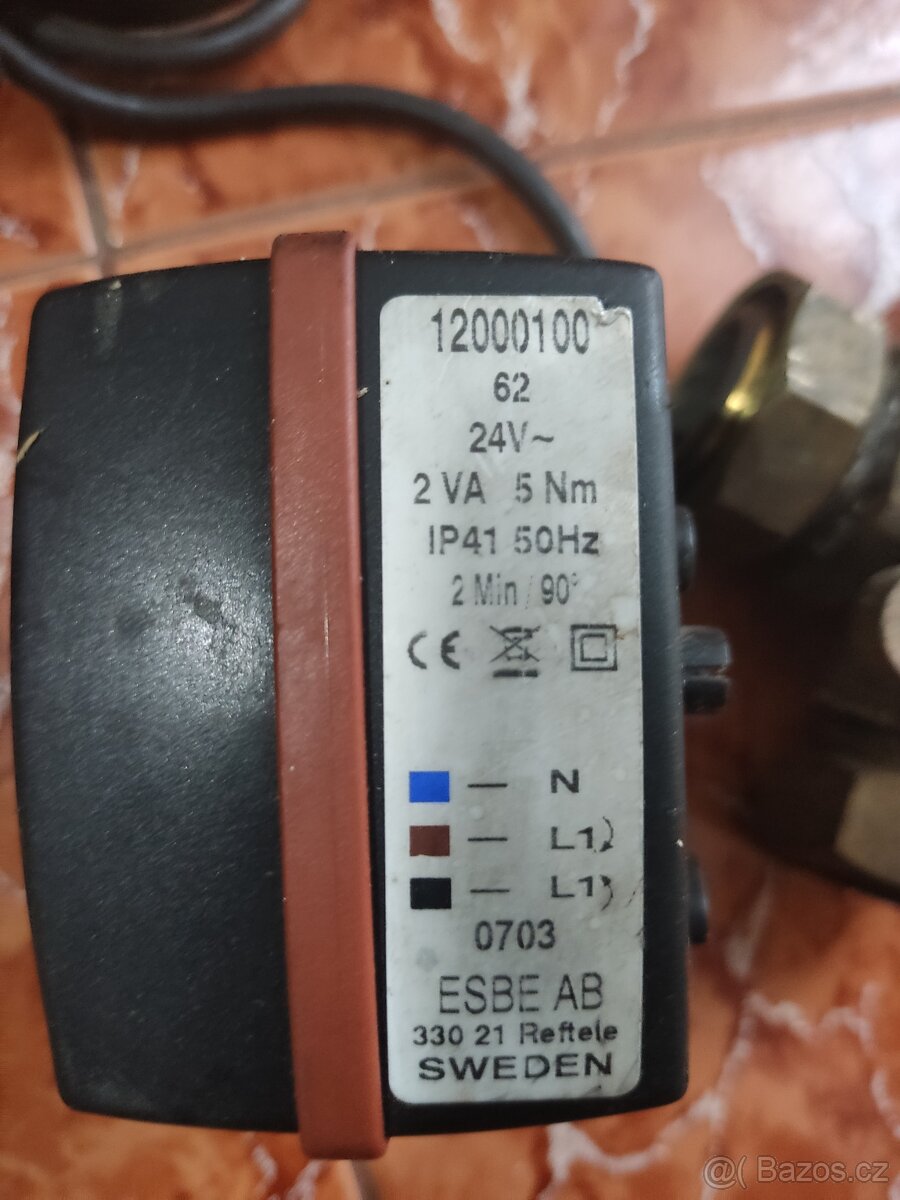 12000100
62
24V~
2 VA 5 Nm
IP41 50Hz
2 Min / 90°
CE
— N
— L1
— L1
0703
ESBE AB
330 21 Reftele
SWEDEN
@( Bazos.cz